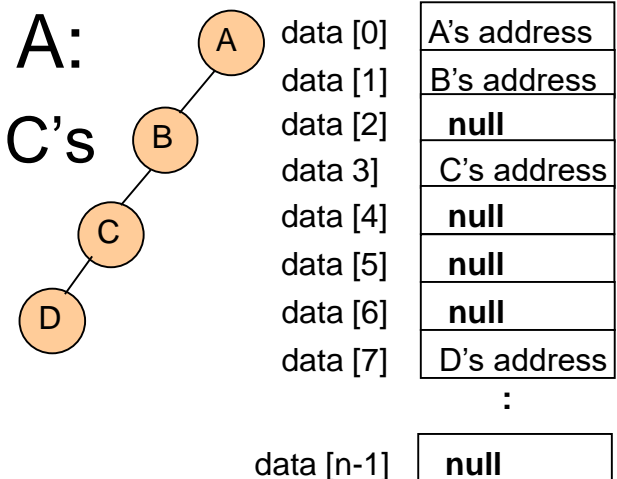 A:
C's
A
B
C
D
data [0] A's address
data [1] B's address
data [2] null
data 3] C's address
data [4] null
data [5] null
data [6] null
data [7] D's address
:
data [n-1] null